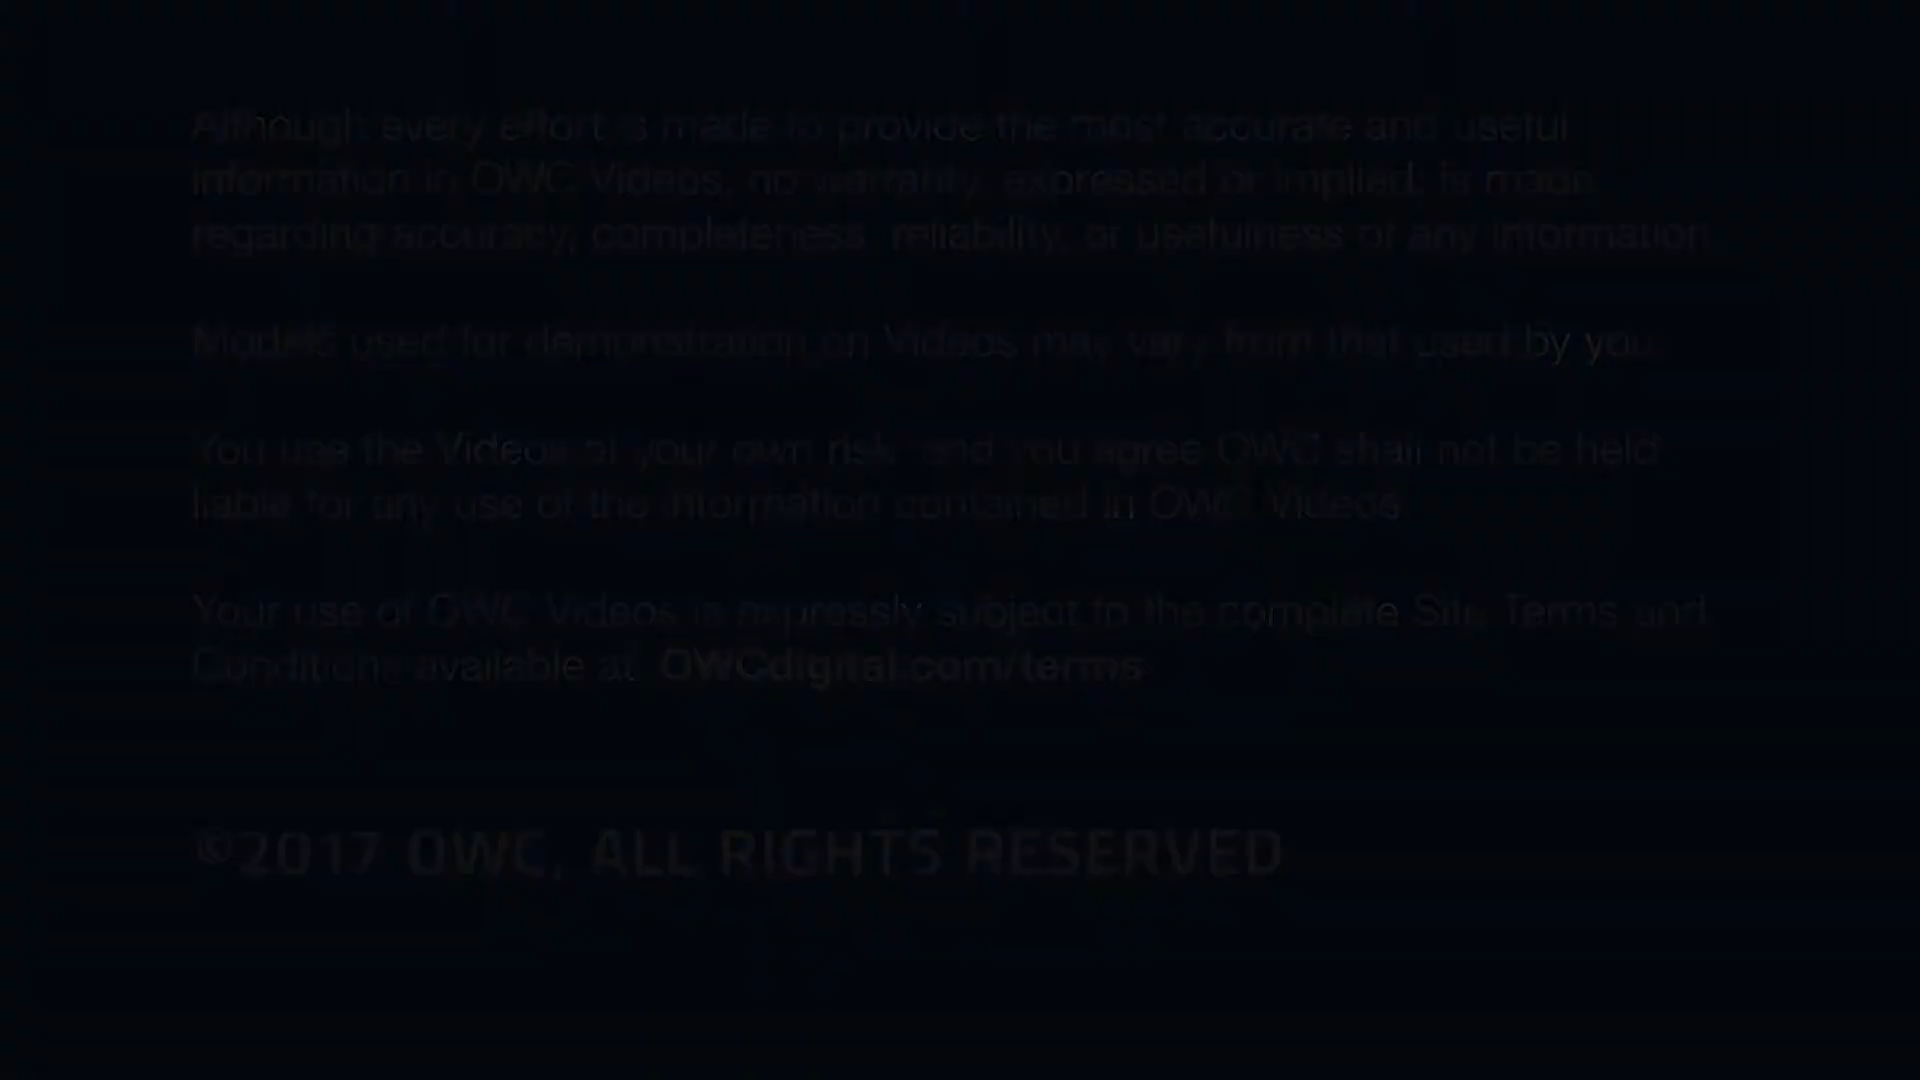 Although every effort is made to provide the most accurate and useful
information in OWC Videos, no warranty, expressed or implied, is made
regarding accuracy, completeness, reliability, or usefulness of any information.
Models used for demonstration on Videos may vary from that used by you.
You use the Videos at your own risk and you agree OWC shall not be held
liable for any use of the information contained in OWC Videos.
Your use of OWC Videos is expressly subject to the complete Site Terms and
Conditions available at OWCdigital.com/terms
©2017 OWC, ALL RIGHTS RESERVED